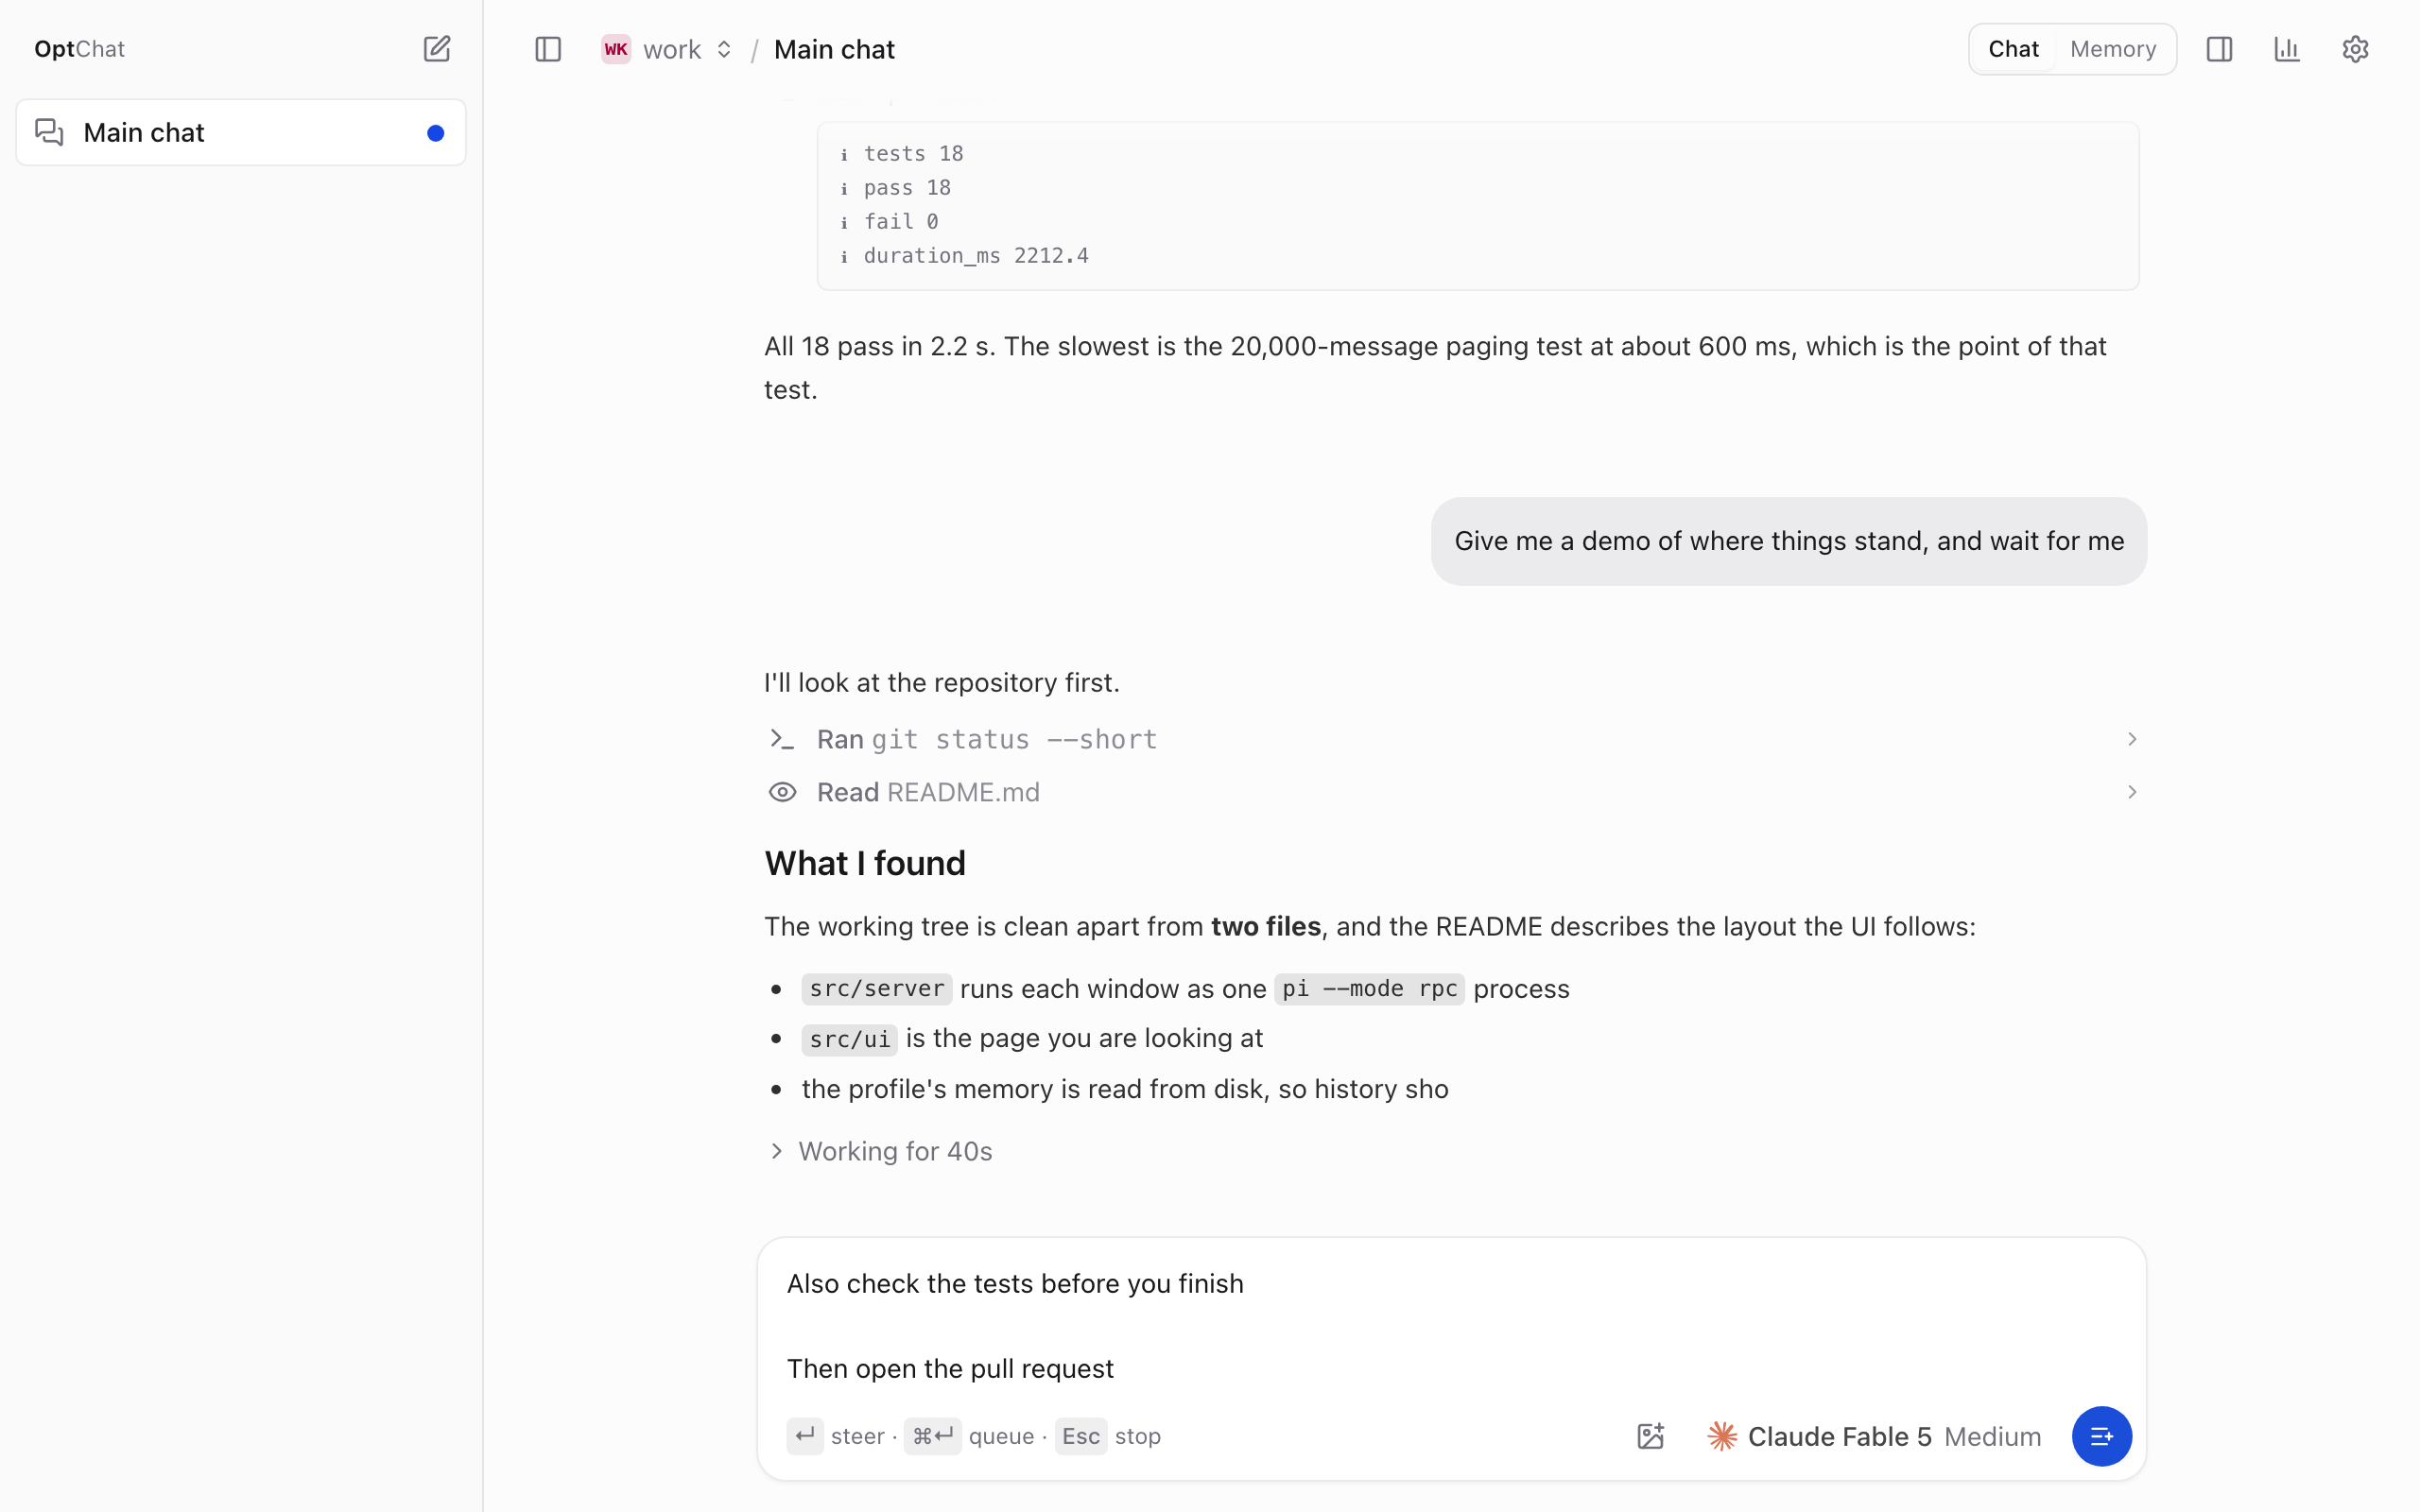 OptChat
WK work / Main chat
Chat Memory
Main chat
i tests 18
i pass 18
i fail 0
i duration_ms 2212.4
All 18 pass in 2.2 s. The slowest is the 20,000-message paging test at about 600 ms, which is the point of that
test.
Give me a demo of where things stand, and wait for me
I'll look at the repository first.
Ran git status --short
Read README.md
What I found
The working tree is clean apart from two files, and the README describes the layout the UI follows:
• src/server runs each window as one pi --mode rpc process
• src/ui is the page you are looking at
• the profile's memory is read from disk, so history sho
Working for 40s
Also check the tests before you finish
Then open the pull request
↵ steer · ⌘↵ queue · Esc stop
Claude Fable 5 Medium